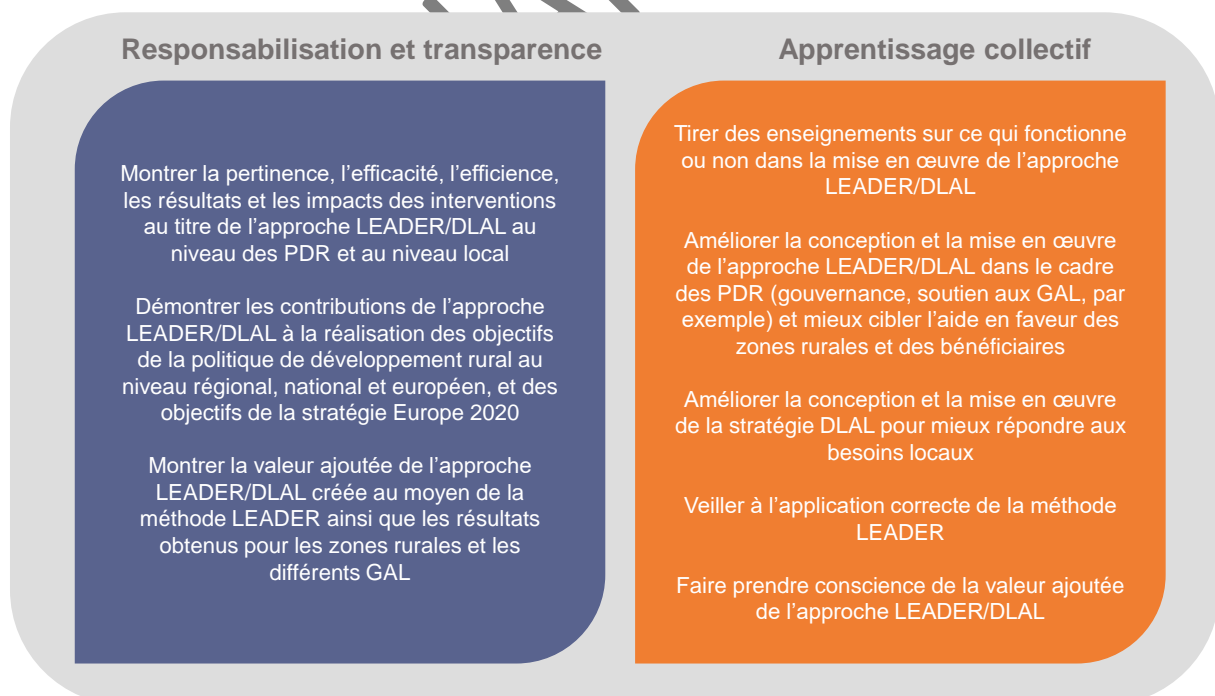 Responsabilisation et transparence
Montrer la pertinence, l’efficacité, l’efficience,
les résultats et les impacts des interventions
au titre de l’approche LEADER/DLAL au
niveau des PDR et au niveau local
Démontrer les contributions de l’approche
LEADER/DLAL à la réalisation des objectifs
de la politique de développement rural au
niveau régional, national et européen, et des
objectifs de la stratégie Europe 2020
Montrer la valeur ajoutée de l’approche
LEADER/DLAL créée au moyen de la
méthode LEADER ainsi que les résultats
obtenus pour les zones rurales et les
différents GAL
Apprentissage collectif
Tirer des enseignements sur ce qui fonctionne
ou non dans la mise en œuvre de l’approche
LEADER/DLAL
Améliorer la conception et la mise en œuvre
de l’approche LEADER/DLAL dans le cadre
des PDR (gouvernance, soutien aux GAL, par
exemple) et mieux cibler l’aide en faveur des
zones rurales et des bénéficiaires
Améliorer la conception et la mise en œuvre
de la stratégie DLAL pour mieux répondre aux
besoins locaux
Veiller à l’application correcte de la méthode
LEADER
Faire prendre conscience de la valeur ajoutée
de l’approche LEADER/DLAL